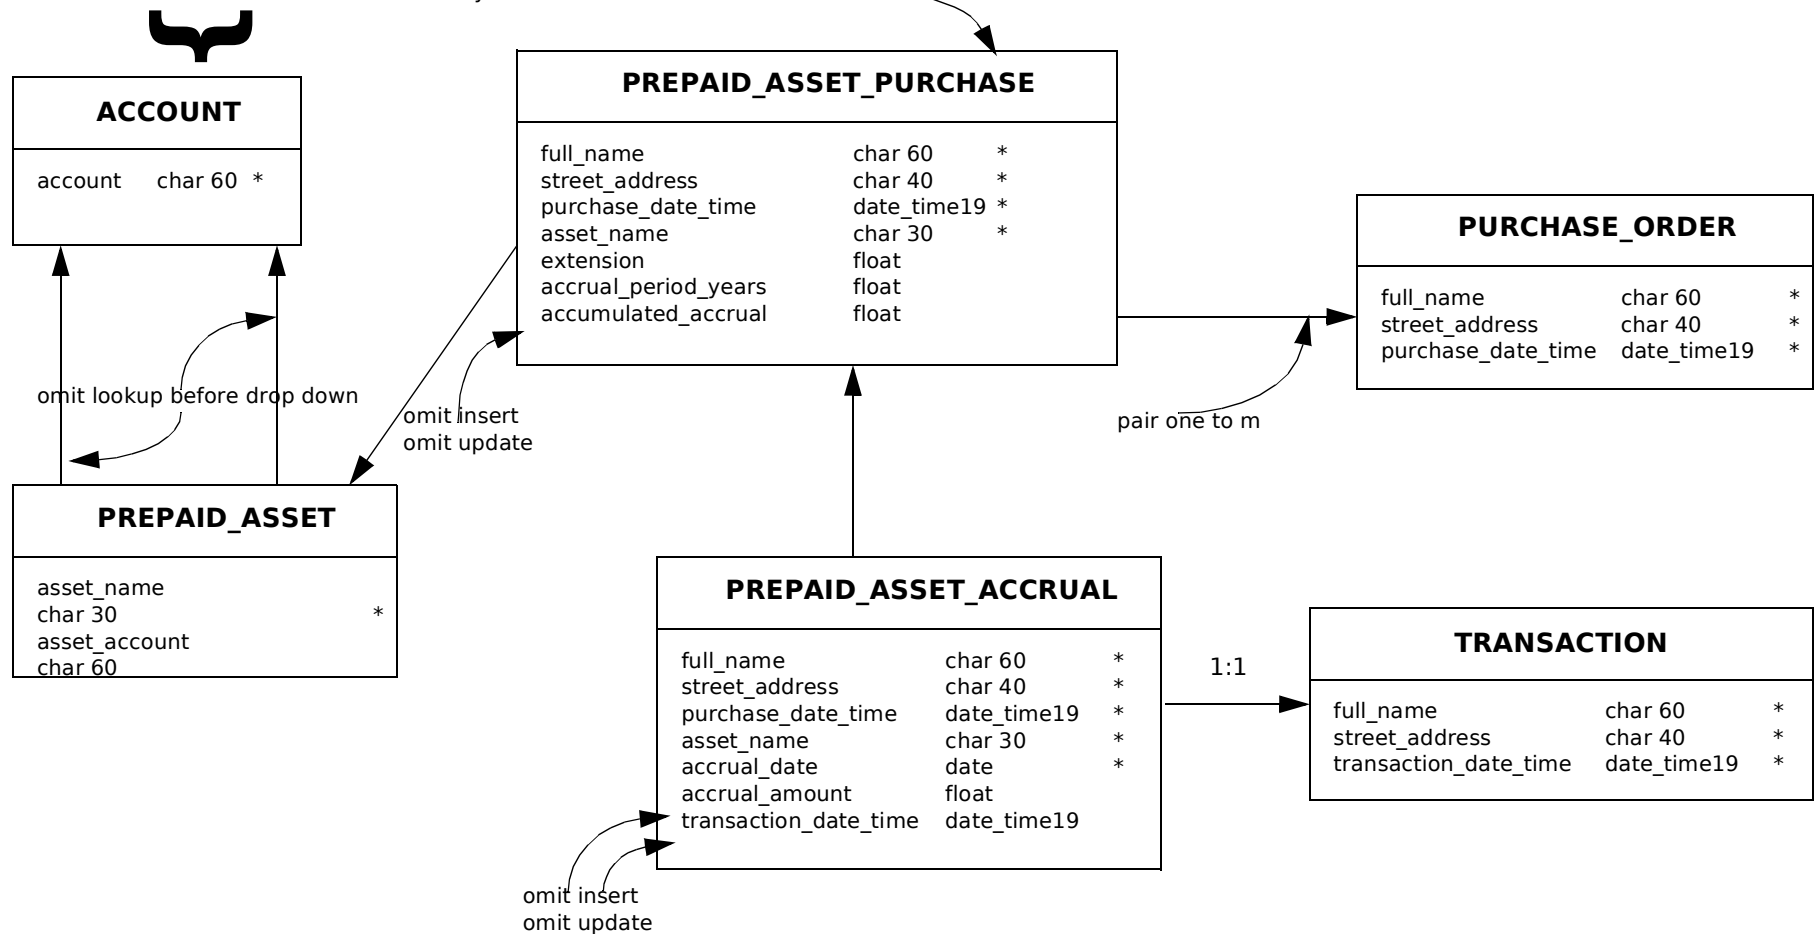 ACCOUNT
account char 60 *
omit lookup before drop down
PREPAID_ASSET
asset_name
char 30 *
asset_account
char 60
PREPAID_ASSET_PURCHASE
full_name char 60 *
street_address char 40 *
purchase_date_time date_time19 *
asset_name char 30 *
extension float
accrual_period_years float
accumulated_accrual float
omit insert
omit update
PURCHASE_ORDER
full_name char 60 *
street_address char 40 *
purchase_date_time date_time19 *
pair one to m
PREPAID_ASSET_ACCRUAL
full_name char 60 *
street_address char 40 *
purchase_date_time date_time19 *
asset_name char 30 *
accrual_date date *
accrual_amount float
transaction_date_time date_time19
omit insert
omit update
1:1
TRANSACTION
full_name char 60 *
street_address char 40 *
transaction_date_time date_time19 *